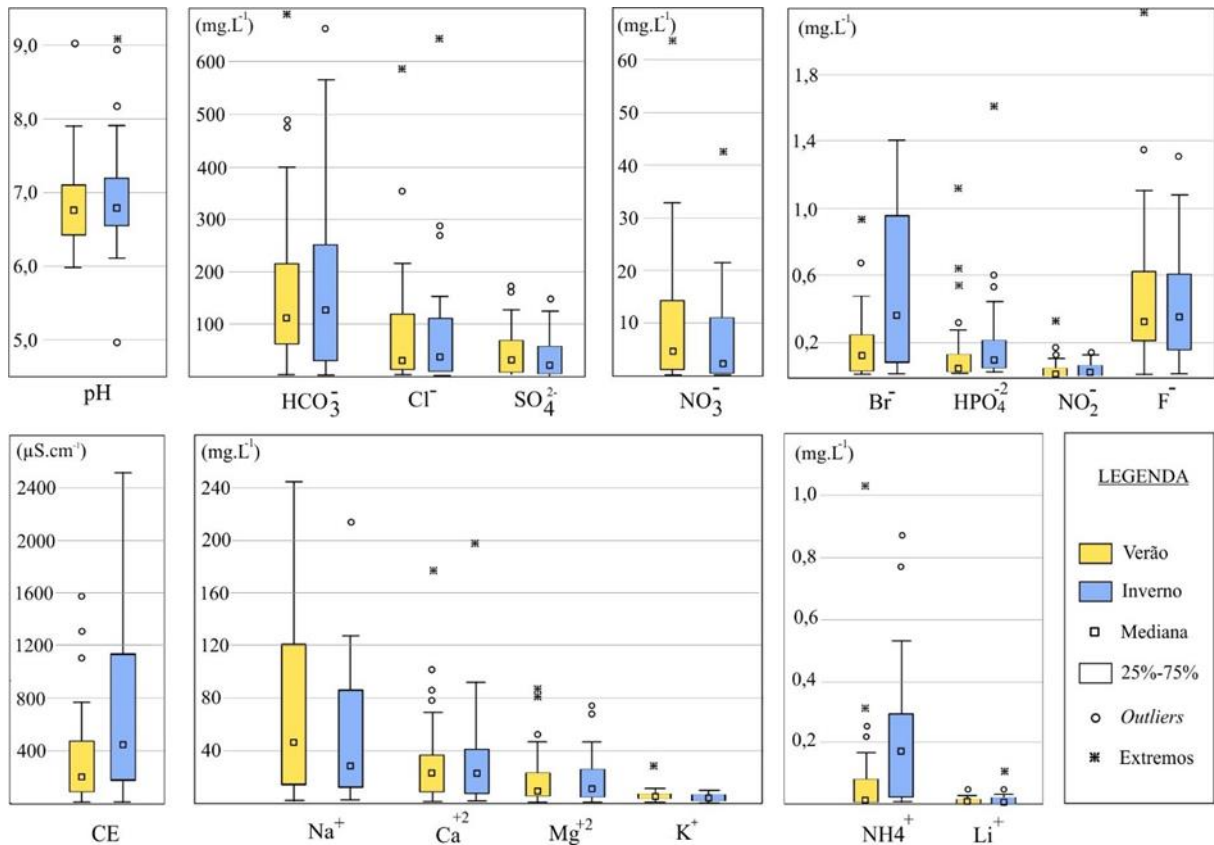 9,0
8,0
7,0
6,0
5,0
pH
(mg.L⁻¹)
600
500
400
300
200
100
HCO₃⁻ Cl⁻ SO₄²⁻
(mg.L⁻¹)
60
50
40
30
20
10
NO₃⁻
(mg.L⁻¹)
1,8
1,4
1,0
0,6
0,2
Br⁻ HPO₄⁻² NO₂⁻ F⁻
(µS.cm⁻¹)
2400
2000
1600
1200
800
400
CE
(mg.L⁻¹)
240
200
160
120
80
40
Na⁺ Ca⁺² Mg⁺² K⁺
(mg.L⁻¹)
1,0
0,8
0,6
0,4
0,2
NH4⁺ Li⁺
LEGENDA
Verão
Inverno
Mediana
25%-75%
Outliers
Extremos